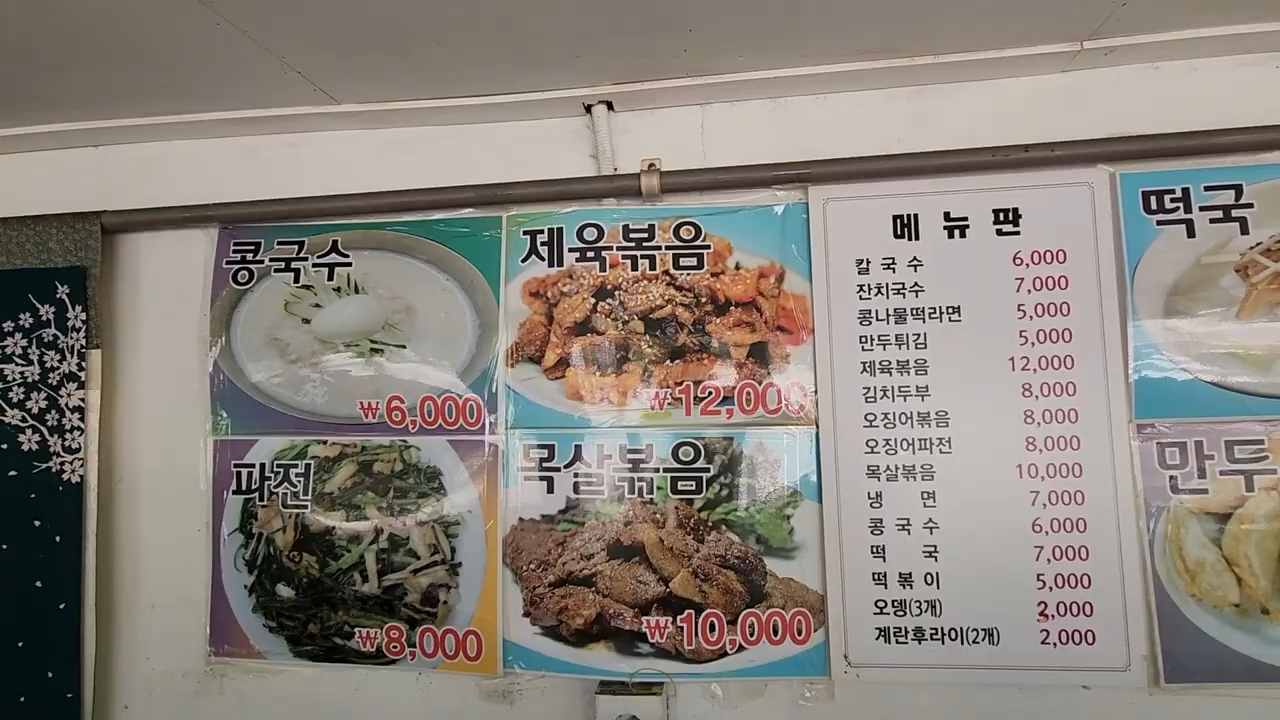 콩국수
₩6,000
제육볶음
₩12,000
파전
₩8,000
목살볶음
₩10,000
메 뉴 판
칼 국 수 6,000
잔치국수 7,000
콩나물떡라면 5,000
만두튀김 5,000
제육볶음 12,000
김치두부 8,000
오징어볶음 8,000
오징어파전 8,000
목살볶음 10,000
냉 면 7,000
콩 국 수 6,000
떡 국 7,000
떡 볶 이 5,000
오뎅(3개) 3,000
계란후라이(2개) 2,000
떡국
만두